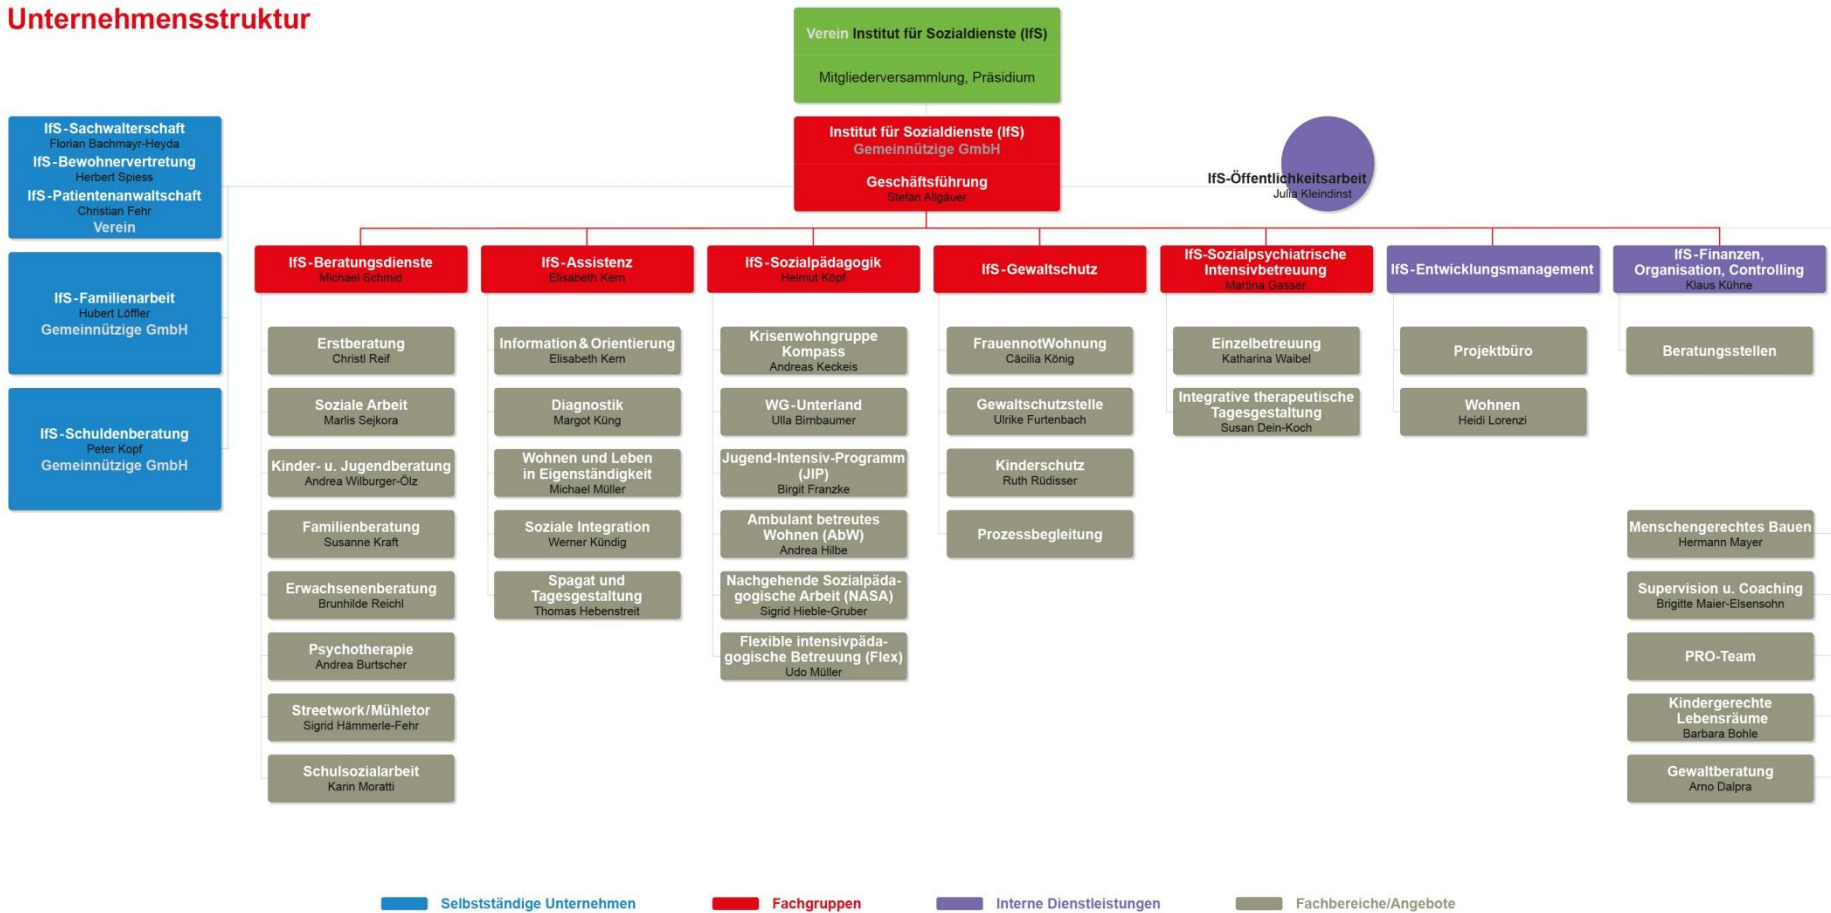 Unternehmensstruktur
Verein Institut für Sozialdienste (IfS)
Mitgliederversammlung, Präsidium
Institut für Sozialdienste (IfS)
Gemeinnützige GmbH
Geschäftsführung
Stefan Allgäuer
IfS-Öffentlichkeitsarbeit
Julia Kleindinst
IfS-Sachwalterschaft
Florian Bachmayr-Heyda
IfS-Bewohnervertretung
Herbert Spiess
IfS-Patientenanwaltschaft
Christian Fehr
Verein
IfS-Familienarbeit
Hubert Löffler
Gemeinnützige GmbH
IfS-Schuldenberatung
Peter Kopf
Gemeinnützige GmbH
IfS-Beratungsdienste
Michael Schmid
Erstberatung
Christl Reif
Soziale Arbeit
Marlis Sejkora
Kinder- u. Jugendberatung
Andrea Wilburger-Ölz
Familienberatung
Susanne Kraft
Erwachsenenberatung
Brunhilde Reichl
Psychotherapie
Andrea Burtscher
Streetwork/Mühletor
Sigrid Hämmerle-Fehr
Schulsozialarbeit
Karin Moratti
IfS-Assistenz
Elisabeth Kern
Information & Orientierung
Elisabeth Kern
Diagnostik
Margot Küng
Wohnen und Leben
in Eigenständigkeit
Michael Müller
Soziale Integration
Werner Kündig
Spagat und
Tagesgestaltung
Thomas Hebenstreit
IfS-Sozialpädagogik
Helmut Köpf
Krisenwohngruppe
Kompass
Andreas Keckeis
WG-Unterland
Ulla Birnbaumer
Jugend-Intensiv-Programm
(JIP)
Birgit Franzke
Ambulant betreutes
Wohnen (AbW)
Andrea Hilbe
Nachgehende Sozialpäda-
gogische Arbeit (NASA)
Sigrid Hieble-Gruber
Flexible intensivpäda-
gogische Betreuung (Flex)
Udo Müller
IfS-Gewaltschutz
FrauennotWohnung
Cäcilia König
Gewaltschutzstelle
Ulrike Furtenbach
Kinderschutz
Ruth Rüdisser
Prozessbegleitung
IfS-Sozialpsychiatrische
Intensivbetreuung
Martina Gasser
Einzelbetreuung
Katharina Waibel
Integrative therapeutische
Tagesgestaltung
Susan Dein-Koch
IfS-Entwicklungsmanagement
Projektbüro
Wohnen
Heidi Lorenzi
IfS-Finanzen,
Organisation, Controlling
Klaus Kühne
Beratungsstellen
Menschengerechtes Bauen
Hermann Mayer
Supervision u. Coaching
Brigitte Maier-Elsensohn
PRO-Team
Kindergerechte
Lebensräume
Barbara Bohle
Gewaltberatung
Arno Dalpra
Selbstständige Unternehmen
Fachgruppen
Interne Dienstleistungen
Fachbereiche/Angebote